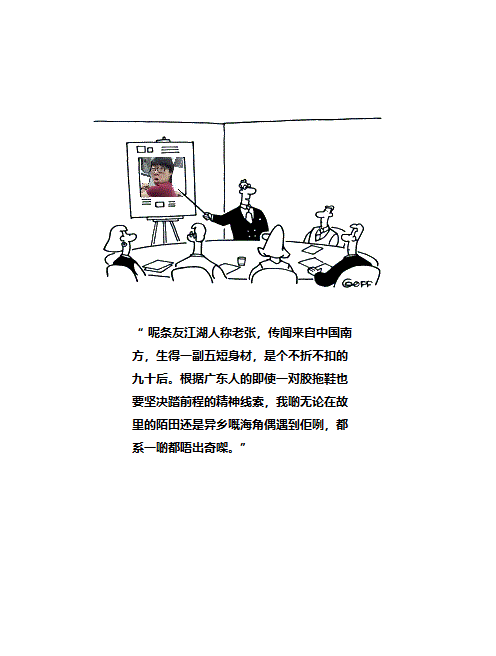 GOFF
“ 呢条友江湖人称老张，传闻来自中国南
方，生得一副五短身材，是个不折不扣的
九十后。根据广东人的即使一对胶拖鞋也
要坚决踏前程的精神线索，我啲无论在故
里的陌田还是异乡嘅海角偶遇到佢咧，都
系一啲都唔出奇㗎。”